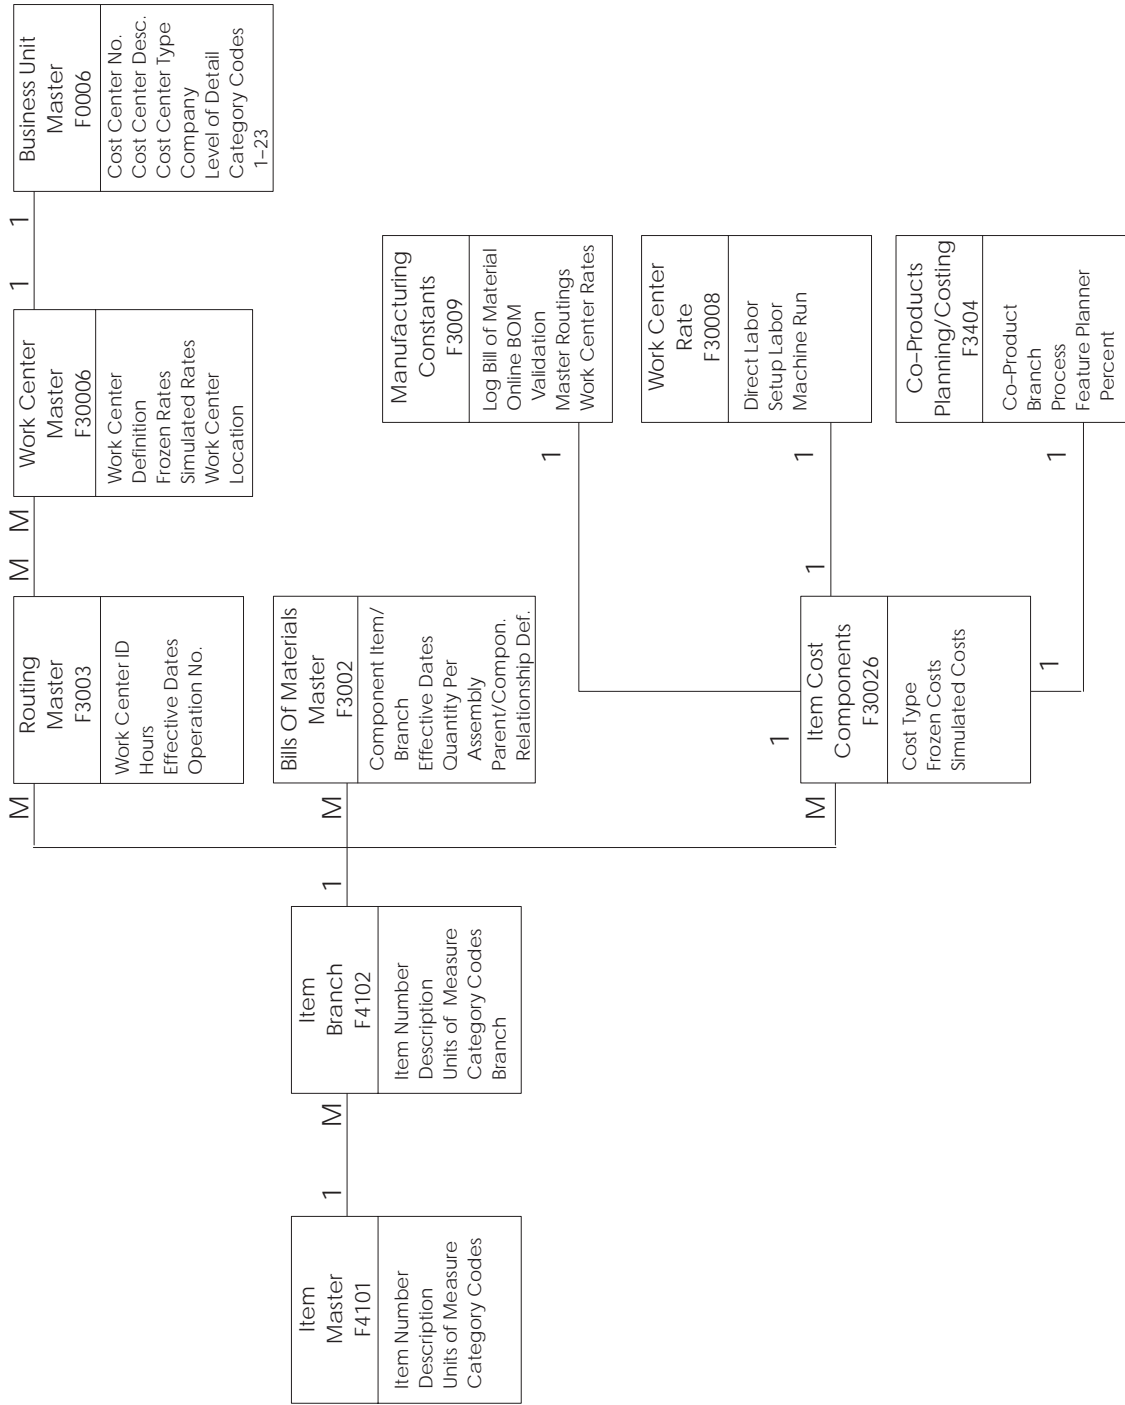 Item
Master
F4101
Item Number
Description
Units of Measure
Category Codes
1
M
Item
Branch
F4102
Item Number
Description
Units of Measure
Category Codes
Branch
1
M
Routing
Master
F3003
Work Center ID
Hours
Effective Dates
Operation No.
M
M
Work Center
Master
F30006
Work Center
Definition
Frozen Rates
Simulated Rates
Work Center
Location
1
1
Business Unit
Master
F0006
Cost Center No.
Cost Center Desc.
Cost Center Type
Company
Level of Detail
Category Codes
1–23
M
Bills Of Materials
Master
F3002
Component Item/
Branch
Effective Dates
Quantity Per
Assembly
Parent/Compon.
Relationship Def.
M
Item Cost
Components
F30026
Cost Type
Frozen Costs
Simulated Costs
1
1
Manufacturing
Constants
F3009
Log Bill of Material
Online BOM
Validation
Master Routings
Work Center Rates
1
1
Work Center
Rate
F30008
Direct Labor
Setup Labor
Machine Run
1
1
Co–Products
Planning/Costing
F3404
Co–Product
Branch
Process
Feature Planner
Percent